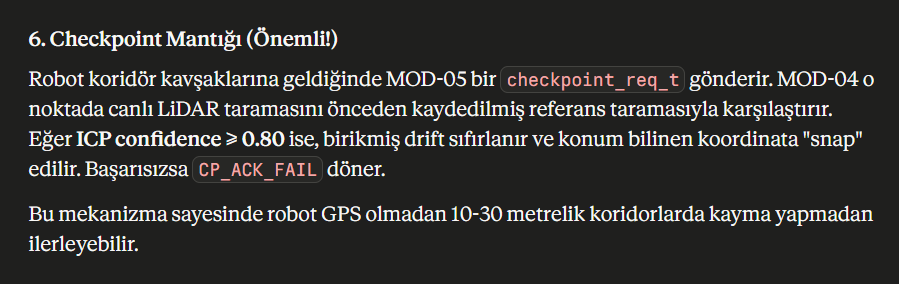 6. Checkpoint Mantığı (Önemli!)
Robot koridör kavşaklarına geldiğinde MOD-05 bir checkpoint_req_t gönderir. MOD-04 o
noktada canlı LiDAR taramasını önceden kaydedilmiş referans taramasıyla karşılaştırır.
Eğer ICP confidence ≥ 0.80 ise, birikmiş drift sıfırlanır ve konum bilinen koordinata "snap"
edilir. Başarısızsa CP_ACK_FAIL döner.
Bu mekanizma sayesinde robot GPS olmadan 10-30 metrelik koridorlarda kayma yapmadan
ilerleyebilir.